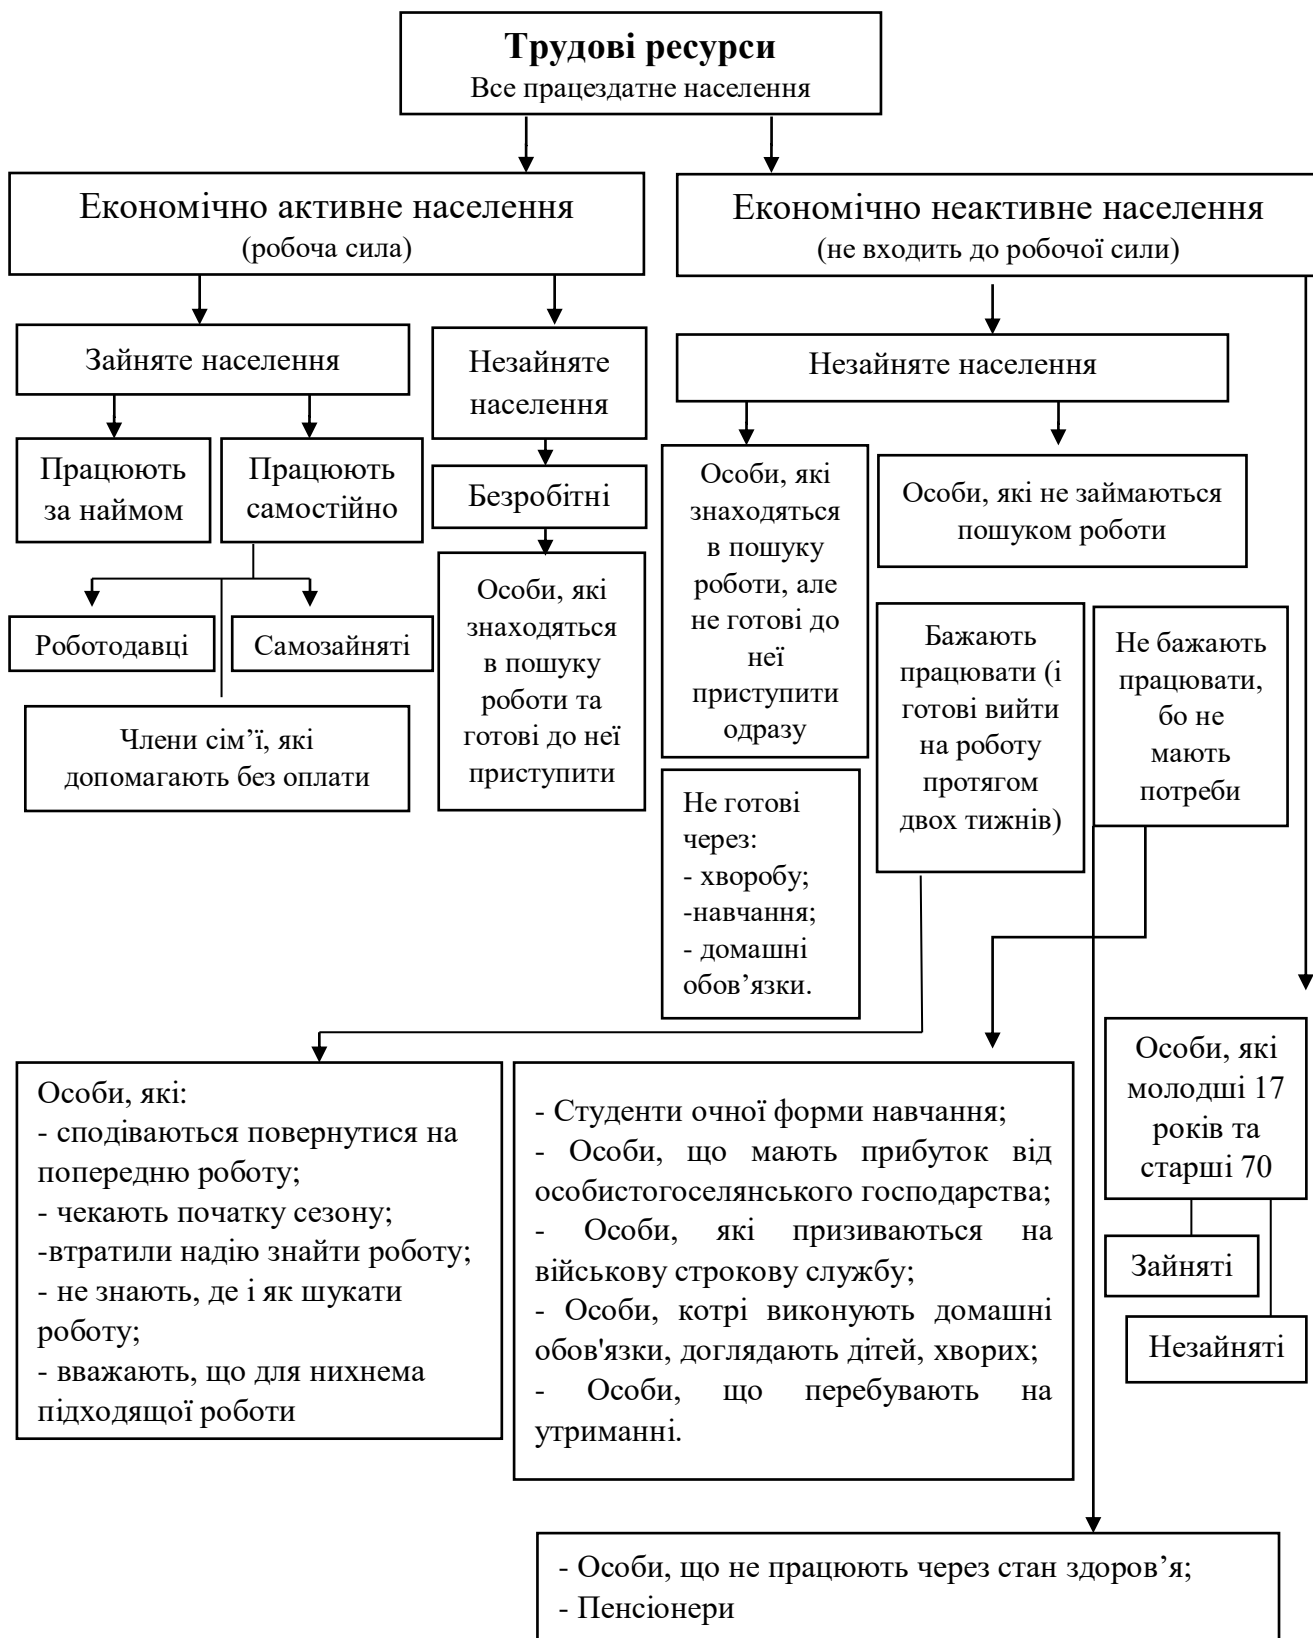 Трудові ресурси
Все працездатне населення
Економічно активне населення
(робоча сила)
Економічно неактивне населення
(не входить до робочої сили)
Зайняте населення
Незайняте
населення
Незайняте населення
Працюють
за наймом
Працюють
самостійно
Безробітні
Роботодавці
Самозайняті
Члени сім’ї, які
допомагають без оплати
Особи, які
знаходяться
в пошуку
роботи та
готові до неї
приступити
Особи, які
знаходяться
в пошуку
роботи, але
не готові до
неї
приступити
одразу
Особи, які не займаються
пошуком роботи
Не готові
через:
- хворобу;
-навчання;
- домашні
обов’язки.
Бажають
працювати (і
готові вийти
на роботу
протягом
двох тижнів)
Не бажають
працювати,
бо не
мають
потреби
Особи, які:
- сподіваються повернутися на
попередню роботу;
- чекають початку сезону;
-втратили надію знайти роботу;
- не знають, де і як шукати
роботу;
- вважають, що для нихнема
підходящої роботи
- Студенти очної форми навчання;
- Особи, що мають прибуток від
особистогоселянського господарства;
- Особи, які призиваються на
військову строкову службу;
- Особи, котрі виконують домашні
обов'язки, доглядають дітей, хворих;
- Особи, що перебувають на
утриманні.
Особи, які
молодші 17
років та
старші 70
Зайняті
Незайняті
- Особи, що не працюють через стан здоров’я;
- Пенсіонери